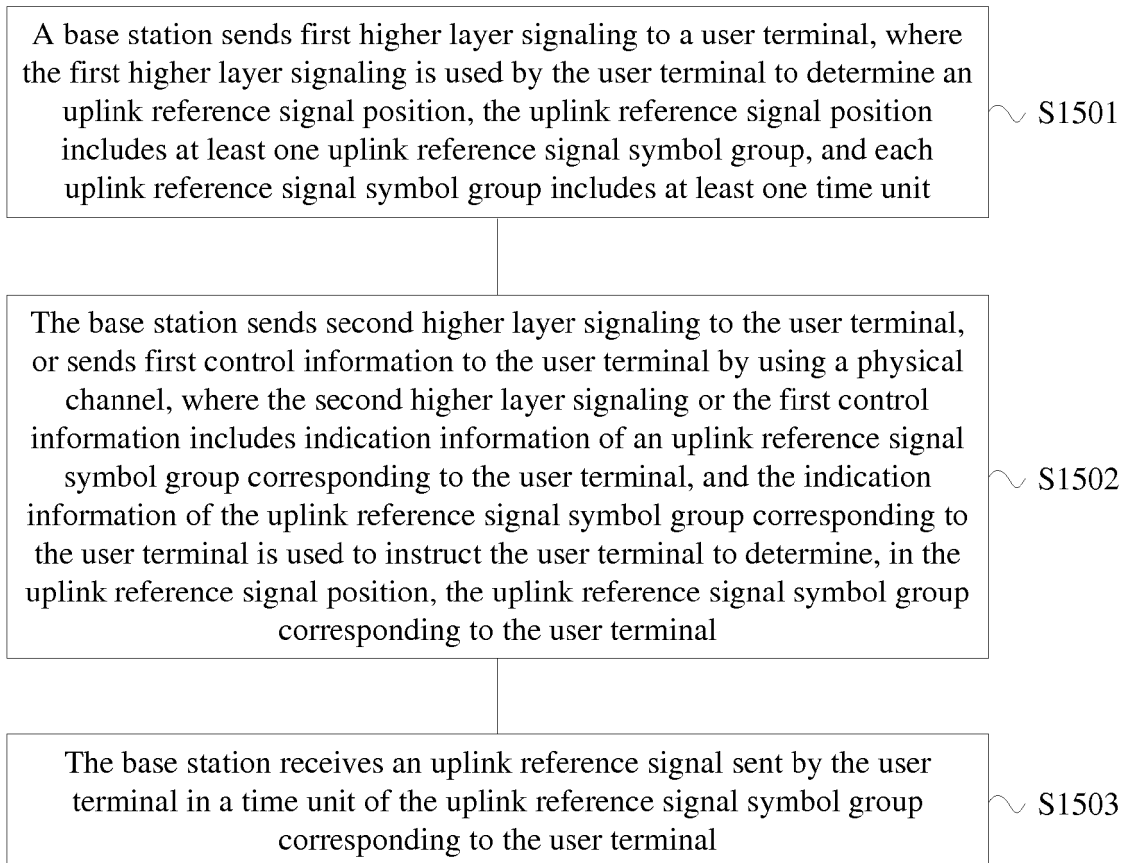 A base station sends first higher layer signaling to a user terminal, where
the first higher layer signaling is used by the user terminal to determine an
uplink reference signal position, the uplink reference signal position
includes at least one uplink reference signal symbol group, and each
uplink reference signal symbol group includes at least one time unit
S1501
The base station sends second higher layer signaling to the user terminal,
or sends first control information to the user terminal by using a physical
channel, where the second higher layer signaling or the first control
information includes indication information of an uplink reference signal
symbol group corresponding to the user terminal, and the indication
information of the uplink reference signal symbol group corresponding to
the user terminal is used to instruct the user terminal to determine, in the
uplink reference signal position, the uplink reference signal symbol group
corresponding to the user terminal
S1502
The base station receives an uplink reference signal sent by the user
terminal in a time unit of the uplink reference signal symbol group
corresponding to the user terminal
S1503